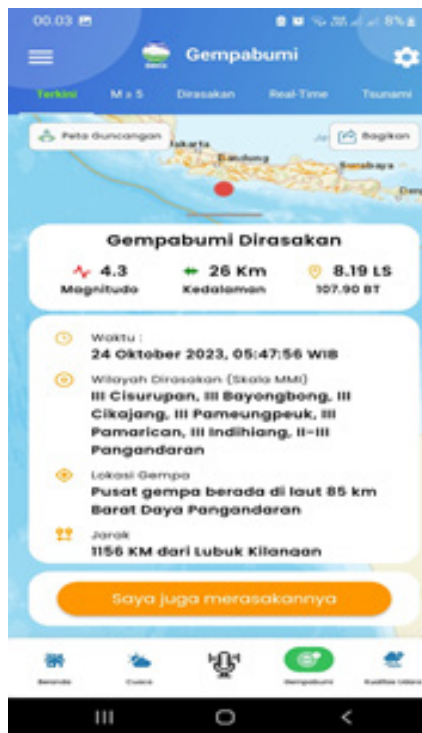 00.03
8%
Gempabumi
Terkini M ≥ 5 Dirasakan Real-Time Tsunami
Peta Guncangan
Bagikan
Jakarta
Bandung
Surabaya
Gempabumi Dirasakan
4.3 26 Km 8.19 LS
Magnitudo Kedalaman 107.90 BT
Waktu :
24 Oktober 2023, 05:47:56 WIB
Wilayah Dirasakan (Skala MMI)
III Cisurupan, III Bayongbong, III
Cikajang, III Pameungpeuk, III
Pamarican, III Indihiang, II-III
Pangandaran
Lokasi Gempa
Pusat gempa berada di laut 85 km
Barat Daya Pangandaran
Jarak
1156 KM dari Lubuk Kilangan
Saya juga merasakannya
Beranda Cuaca Gempabumi Kualitas Udara